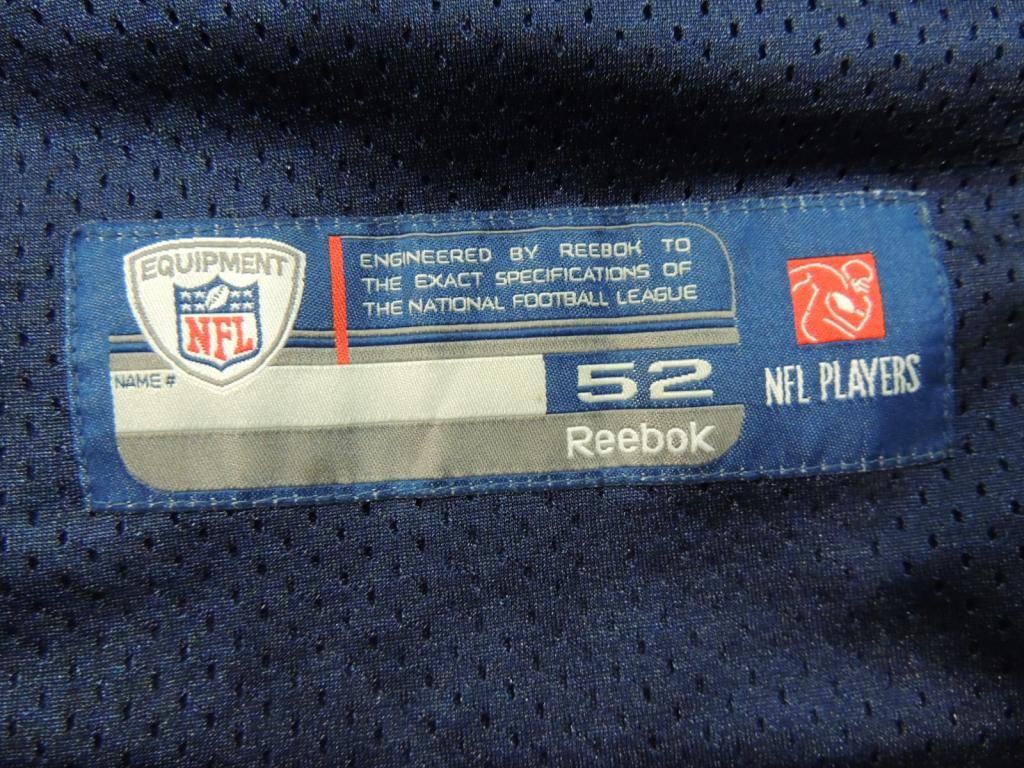 EQUIPMENT
NFL
ENGINEERED BY REEBOK TO
THE EXACT SPECIFICATIONS OF
THE NATIONAL FOOTBALL LEAGUE
NAME #
52
Reebok
NFL PLAYERS